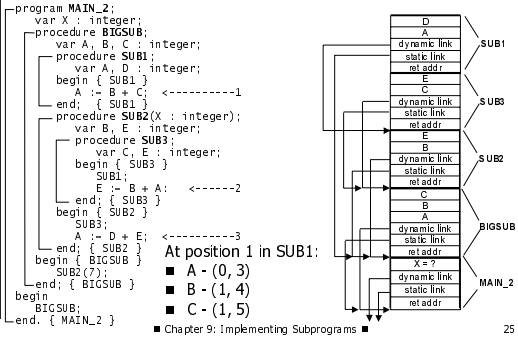 program MAIN_2;
var X : integer;
procedure BIGSUB;
var A, B, C : integer;
procedure SUB1;
var A, D : integer;
begin { SUB1 }
A :- B + C; <----------1
end; { SUB1 }
procedure SUB2(X : integer);
var B, E : integer;
procedure SUB3;
var C, E : integer;
begin { SUB3 }
SUB1;
E :- B + A: <------2
end; { SUB3 }
begin { SUB2 }
SUB3;
A :- D + E; <----------3
end; { SUB2 }
begin { BIGSUB }
SUB2(7);
end; { BIGSUB }
begin
BIGSUB;
end. { MAIN_2 }
At position 1 in SUB1:
■ A - (0, 3)
■ B - (1, 4)
■ C - (1, 5)
D
A
dynamic link
static link
ret addr
SUB1
E
C
dynamic link
static link
ret addr
SUB3
E
B
dynamic link
static link
ret addr
SUB2
C
B
A
dynamic link
static link
ret addr
BIGSUB
X = ?
dynamic link
static link
ret addr
MAIN_2
■ Chapter 9: Implementing Subprograms ■
25